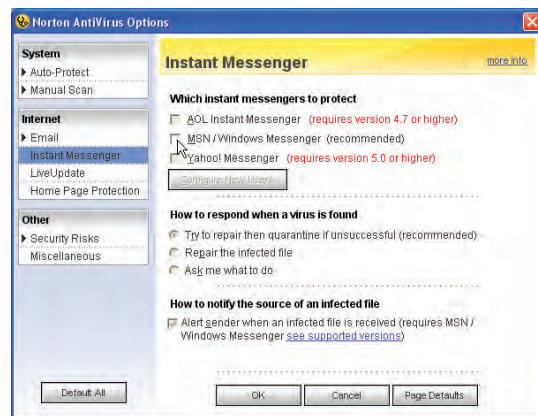 Norton AntiVirus Options
System
Auto-Protect
Manual Scan
Internet
Email
Instant Messenger
LiveUpdate
Home Page Protection
Other
Security Risks
Miscellaneous
Default All
Instant Messenger
more info
Which instant messengers to protect
AOL Instant Messenger (requires version 4.7 or higher)
MSN / Windows Messenger (recommended)
Yahoo! Messenger (requires version 5.0 or higher)
Configure New Users
How to respond when a virus is found
Try to repair then quarantine if unsuccessful (recommended)
Repair the infected file
Ask me what to do
How to notify the source of an infected file
Alert sender when an infected file is received (requires MSN /
Windows Messenger see supported versions)
OK
Cancel
Page Defaults